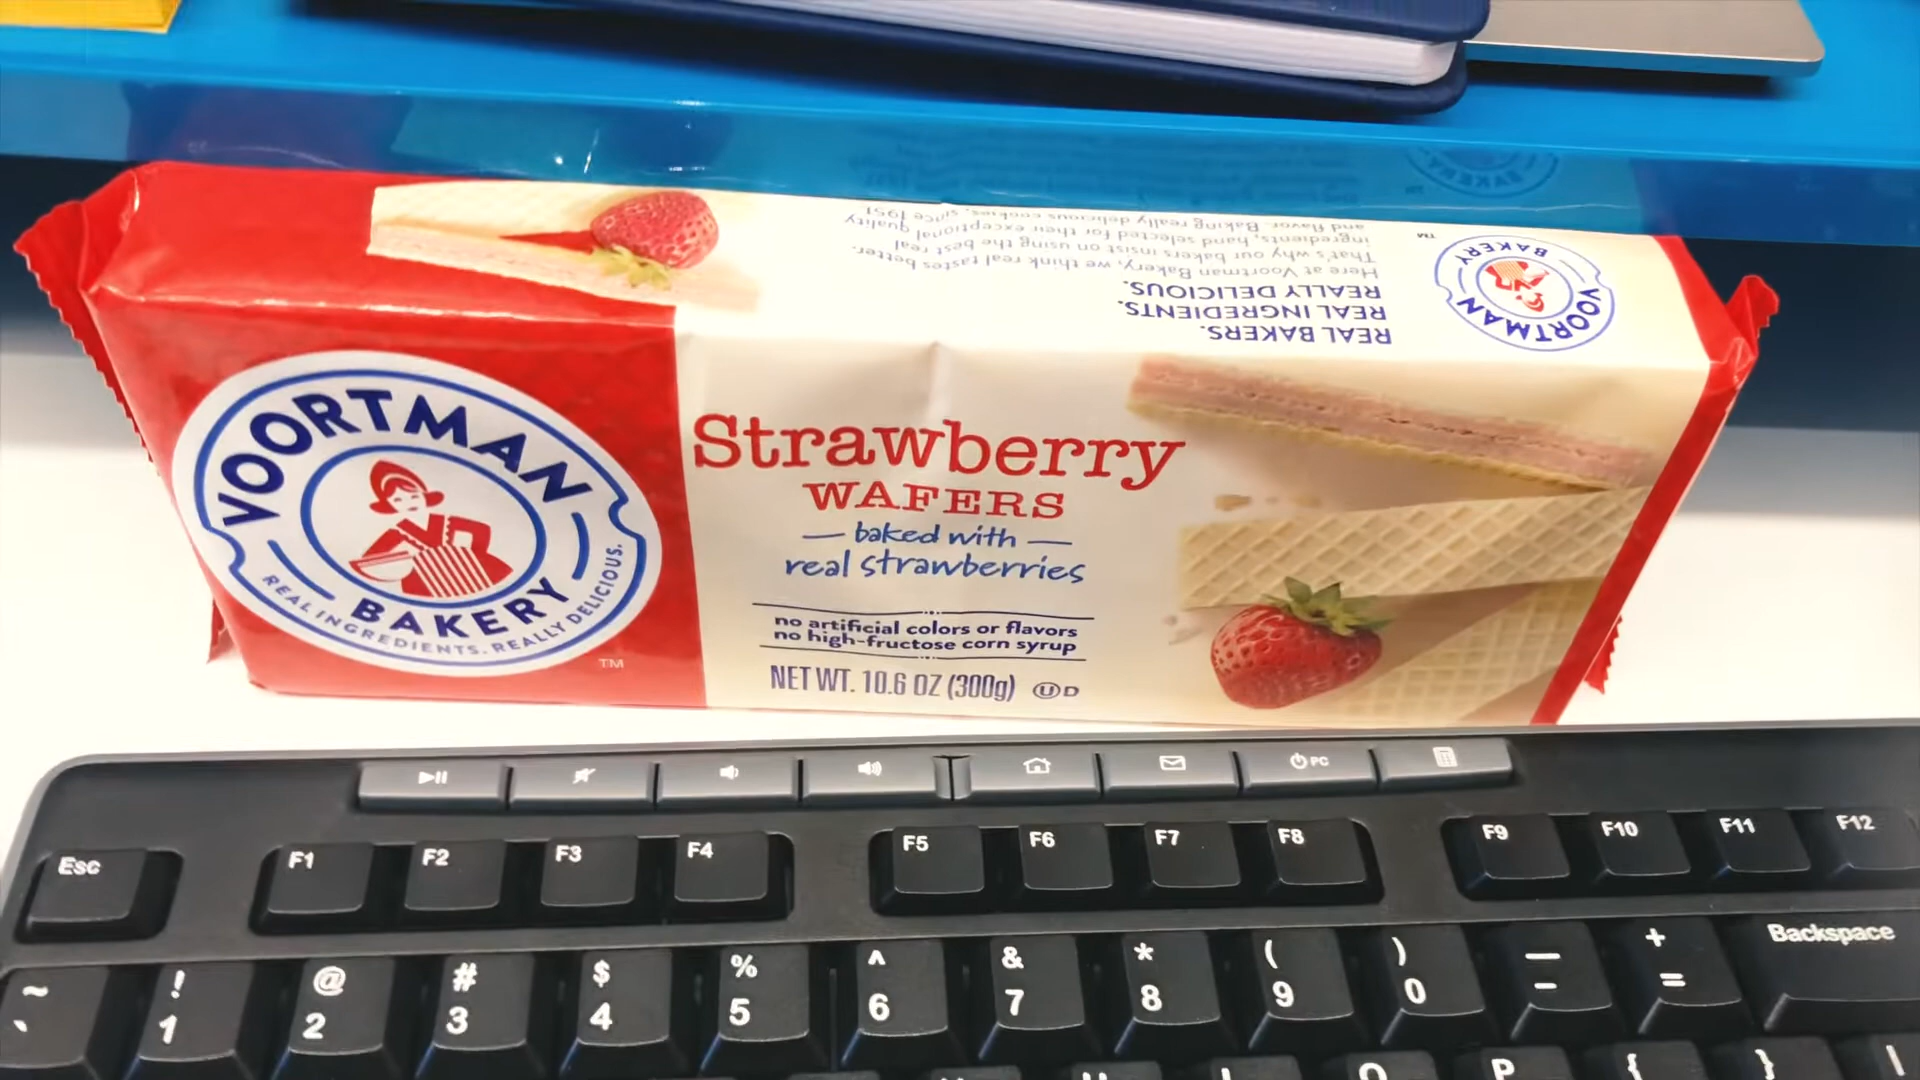 and flavor. Baking really delicious cookies, since 1951
ingredients, hand selected for their exceptional quality
That's why our bakers insist on using the best real
Here at Voortman Bakery, we think real tastes better.
REALLY DELICIOUS.
REAL INGREDIENTS.
REAL BAKERS.
VOORTMAN
BAKERY
TM
VOORTMAN
BAKERY
REAL INGREDIENTS. REALLY DELICIOUS.
TM
Strawberry
WAFERS
— baked with —
real strawberries
no artificial colors or flavors
no high-fructose corn syrup
NET WT. 10.6 OZ (300g) U D
PC
Esc F1 F2 F3 F4 F5 F6 F7 F8 F9 F10 F11 F12
~ ! @ # $ % ^ & * ( ) — + Backspace
` 1 2 3 4 5 6 7 8 9 0 - =
O P { } |